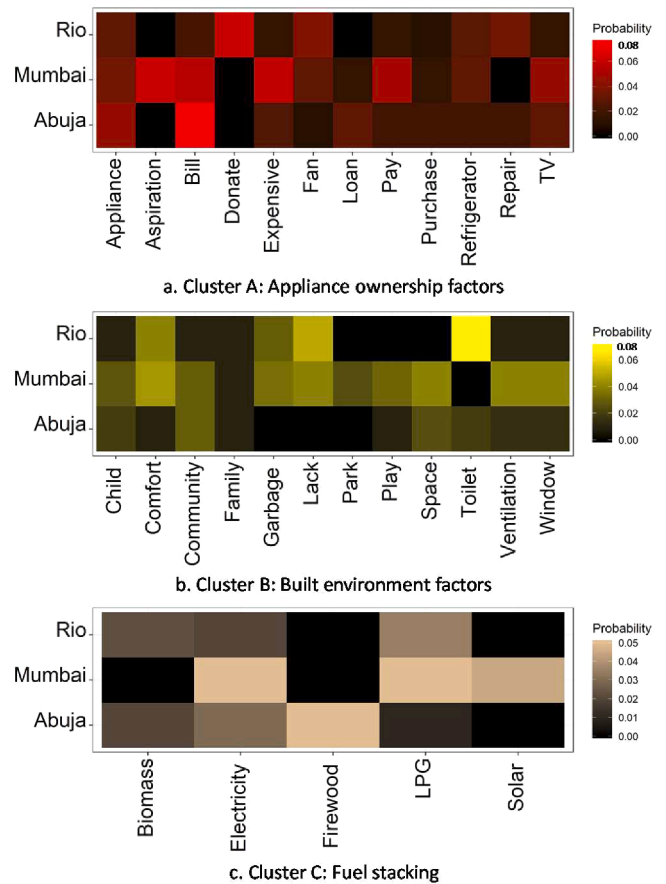 Rio
Mumbai
Abuja
Appliance
Aspiration
Bill
Donate
Expensive
Fan
Loan
Pay
Purchase
Refrigerator
Repair
TV
Probability
0.08
0.06
0.04
0.02
0.00
a. Cluster A: Appliance ownership factors
Rio
Mumbai
Abuja
Child
Comfort
Community
Family
Garbage
Lack
Park
Play
Space
Toilet
Ventilation
Window
Probability
0.08
0.06
0.04
0.02
0.00
b. Cluster B: Built environment factors
Rio
Mumbai
Abuja
Biomass
Electricity
Firewood
LPG
Solar
Probability
0.05
0.04
0.03
0.02
0.01
0.00
c. Cluster C: Fuel stacking